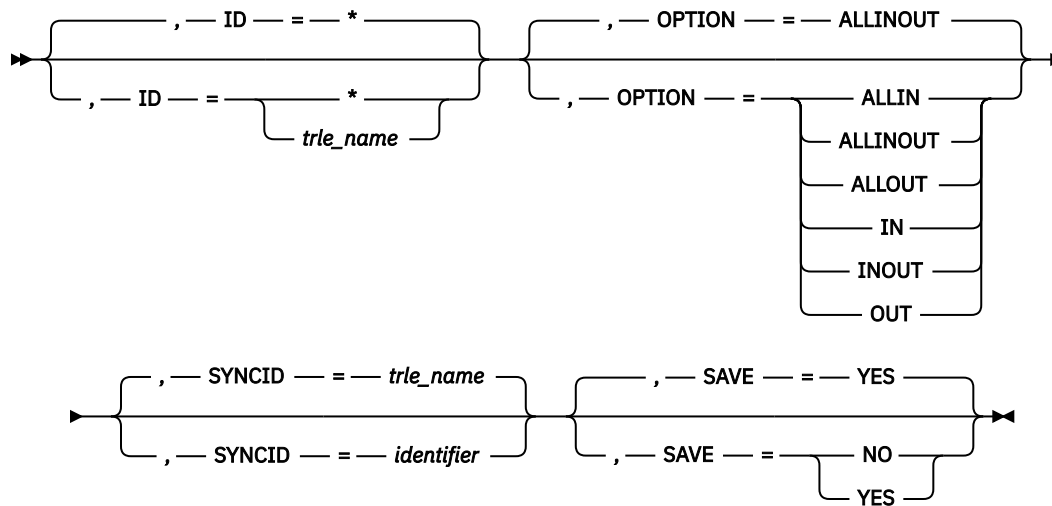 , ID = * , OPTION = ALLINOUT
, ID = * , OPTION = ALLIN
trle_name ALLINOUT
ALLOUT
IN
INOUT
OUT
, SYNCID = trle_name , SAVE = YES
, SYNCID = identifier , SAVE = NO
YES